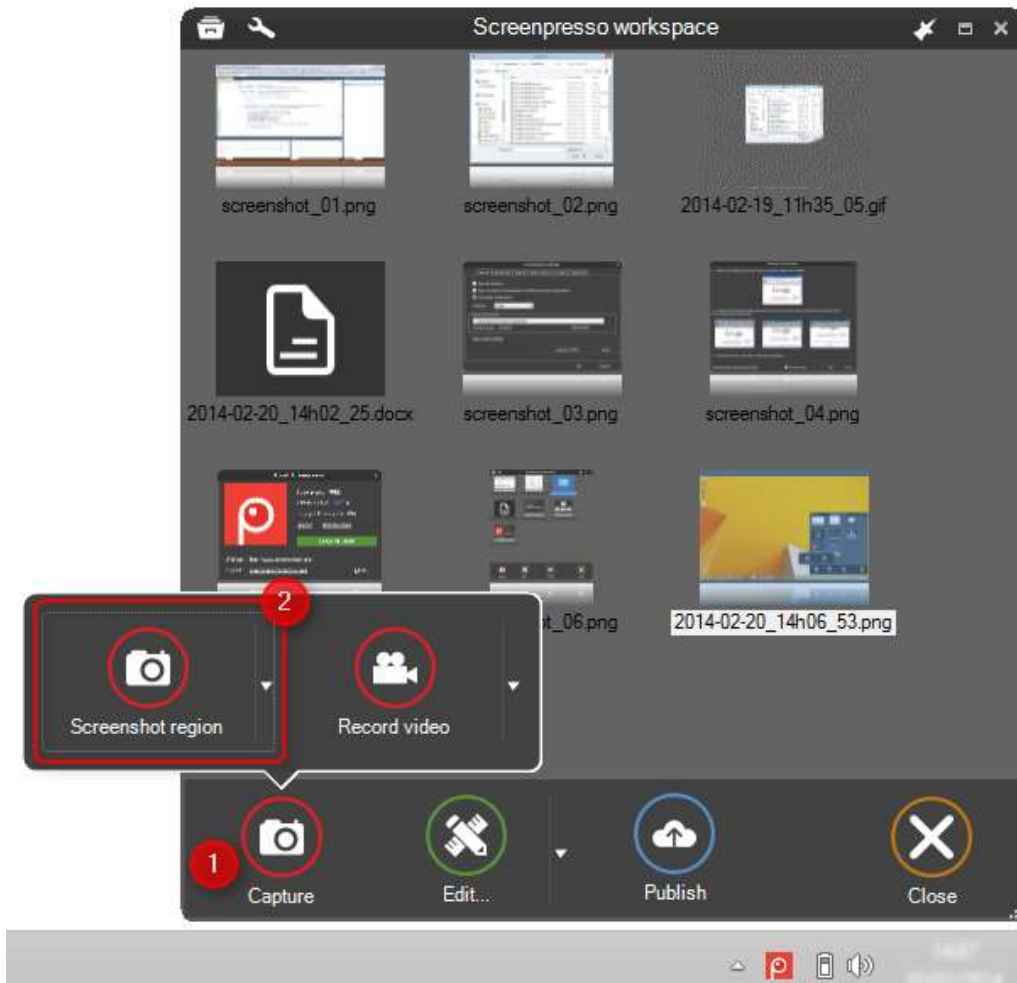 Screenpresso workspace
screenshot_01.png
screenshot_02.png
2014-02-19_11h35_05.gif
2014-02-20_14h02_25.docx
screenshot_03.png
screenshot_04.png
_06.png
2014-02-20_14h06_53.png
2
Screenshot region
Record video
1
Capture
Edit...
Publish
Close